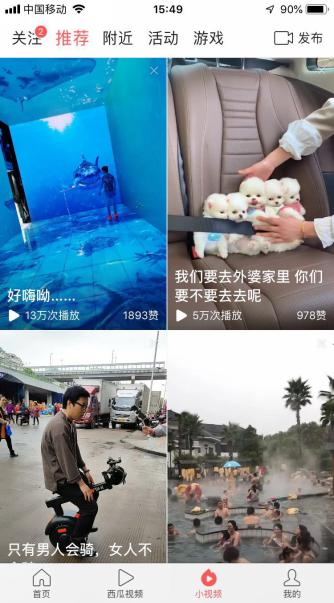 中国移动 15:49 90%
关注 2 推荐 附近 活动 游戏 发布
好嗨呦......
13万次播放 1893赞
我们要去外婆家里 你们
要不要去去呢
5万次播放 978赞
只有男人会骑，女人不
首页 西瓜视频 小视频 我的